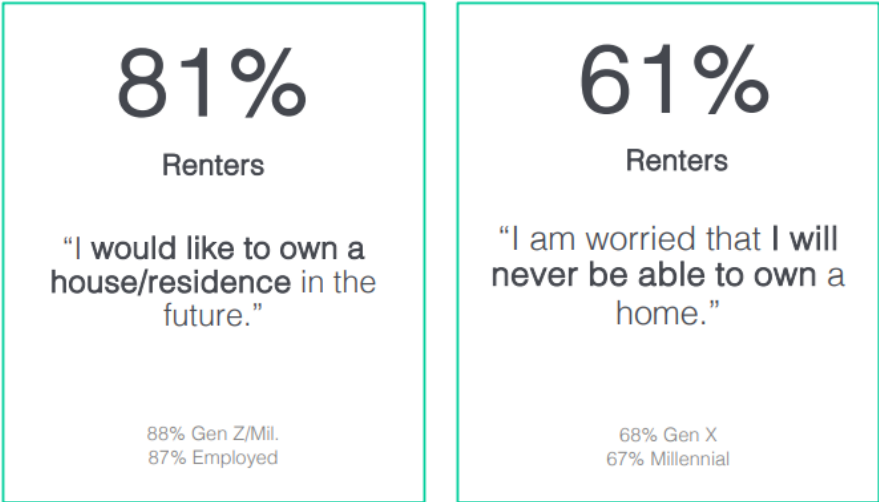 81%
Renters
“I would like to own a
house/residence in the
future.”
88% Gen Z/Mil.
87% Employed
61%
Renters
“I am worried that I will
never be able to own a
home.”
68% Gen X
67% Millennial